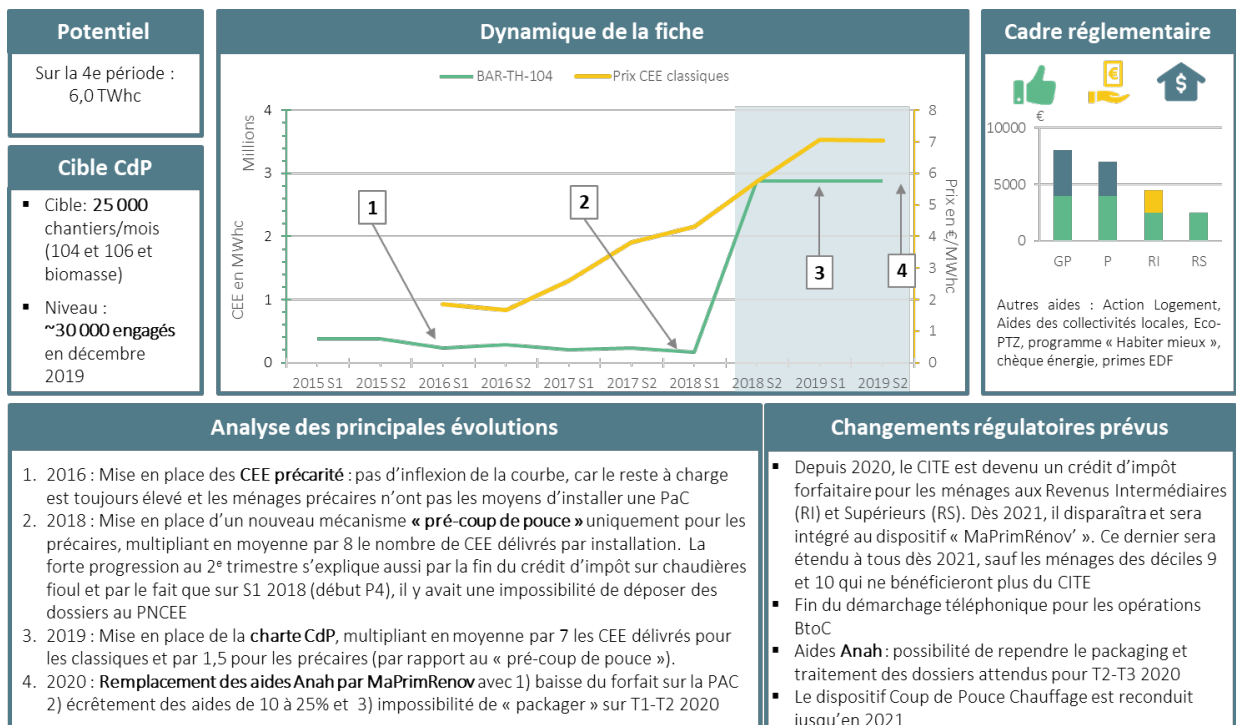 Potentiel
Sur la 4e période :
6,0 TWhc
Cible CdP
▪ Cible: 25 000
chantiers/mois
(104 et 106 et
biomasse)
▪ Niveau :
~30 000 engagés
en décembre
2019
Dynamique de la fiche
BAR-TH-104
Prix CEE classiques
Millions
CEE en MWhc
4
3
2
1
0
8
7
6
5
4
3
2
1
0
Prix en €/MWhc
1
2
3
4
2015 S1
2015 S2
2016 S1
2016 S2
2017 S1
2017 S2
2018 S1
2018 S2
2019 S1
2019 S2
Cadre réglementaire
€
$
€
10000
5000
0
GP
P
RI
RS
Autres aides : Action Logement,
Aides des collectivités locales, Eco-
PTZ, programme « Habiter mieux »,
chèque énergie, primes EDF
Analyse des principales évolutions
1. 2016 : Mise en place des CEE précarité : pas d'inflexion de la courbe, car le reste à charge
est toujours élevé et les ménages précaires n'ont pas les moyens d'installer une PaC
2. 2018 : Mise en place d'un nouveau mécanisme « pré-coup de pouce » uniquement pour les
précaires, multipliant en moyenne par 8 le nombre de CEE délivrés par installation. La
forte progression au 2e trimestre s'explique aussi par la fin du crédit d'impôt sur chaudières
fioul et par le fait que sur S1 2018 (début P4), il y avait une impossibilité de déposer des
dossiers au PNCEE
3. 2019 : Mise en place de la charte CdP, multipliant en moyenne par 7 les CEE délivrés pour
les classiques et par 1,5 pour les précaires (par rapport au « pré-coup de pouce »).
4. 2020 : Remplacement des aides Anah par MaPrimRenov avec 1) baisse du forfait sur la PAC
2) écrêtement des aides de 10 à 25% et 3) impossibilité de « packager » sur T1-T2 2020
Changements régulatoires prévus
▪ Depuis 2020, le CITE est devenu un crédit d'impôt
forfaitaire pour les ménages aux Revenus Intermédiaires
(RI) et Supérieurs (RS). Dès 2021, il disparaîtra et sera
intégré au dispositif « MaPrimRénov' ». Ce dernier sera
étendu à tous dès 2021, sauf les ménages des déciles 9
et 10 qui ne bénéficieront plus du CITE
▪ Fin du démarchage téléphonique pour les opérations
BtoC
▪ Aides Anah : possibilité de rependre le packaging et
traitement des dossiers attendus pour T2-T3 2020
▪ Le dispositif Coup de Pouce Chauffage est reconduit
jusqu'en 2021